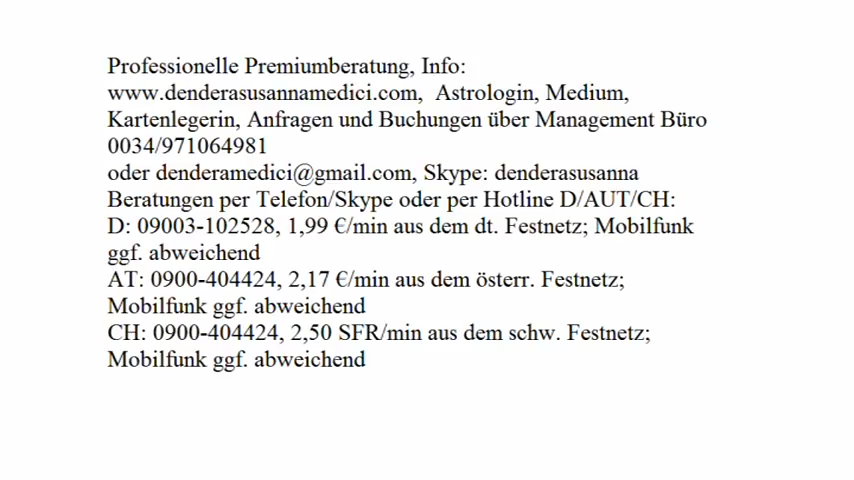 Professionelle Premiumberatung, Info:
www.denderasusannamedici.com,  Astrologin, Medium,
Kartenlegerin, Anfragen und Buchungen über Management Büro
0034/971064981
oder denderamedici@gmail.com, Skype: denderasusanna
Beratungen per Telefon/Skype oder per Hotline D/AUT/CH:
D: 09003-102528, 1,99 €/min aus dem dt. Festnetz; Mobilfunk
ggf. abweichend
AT: 0900-404424, 2,17 €/min aus dem österr. Festnetz;
Mobilfunk ggf. abweichend
CH: 0900-404424, 2,50 SFR/min aus dem schw. Festnetz;
Mobilfunk ggf. abweichend